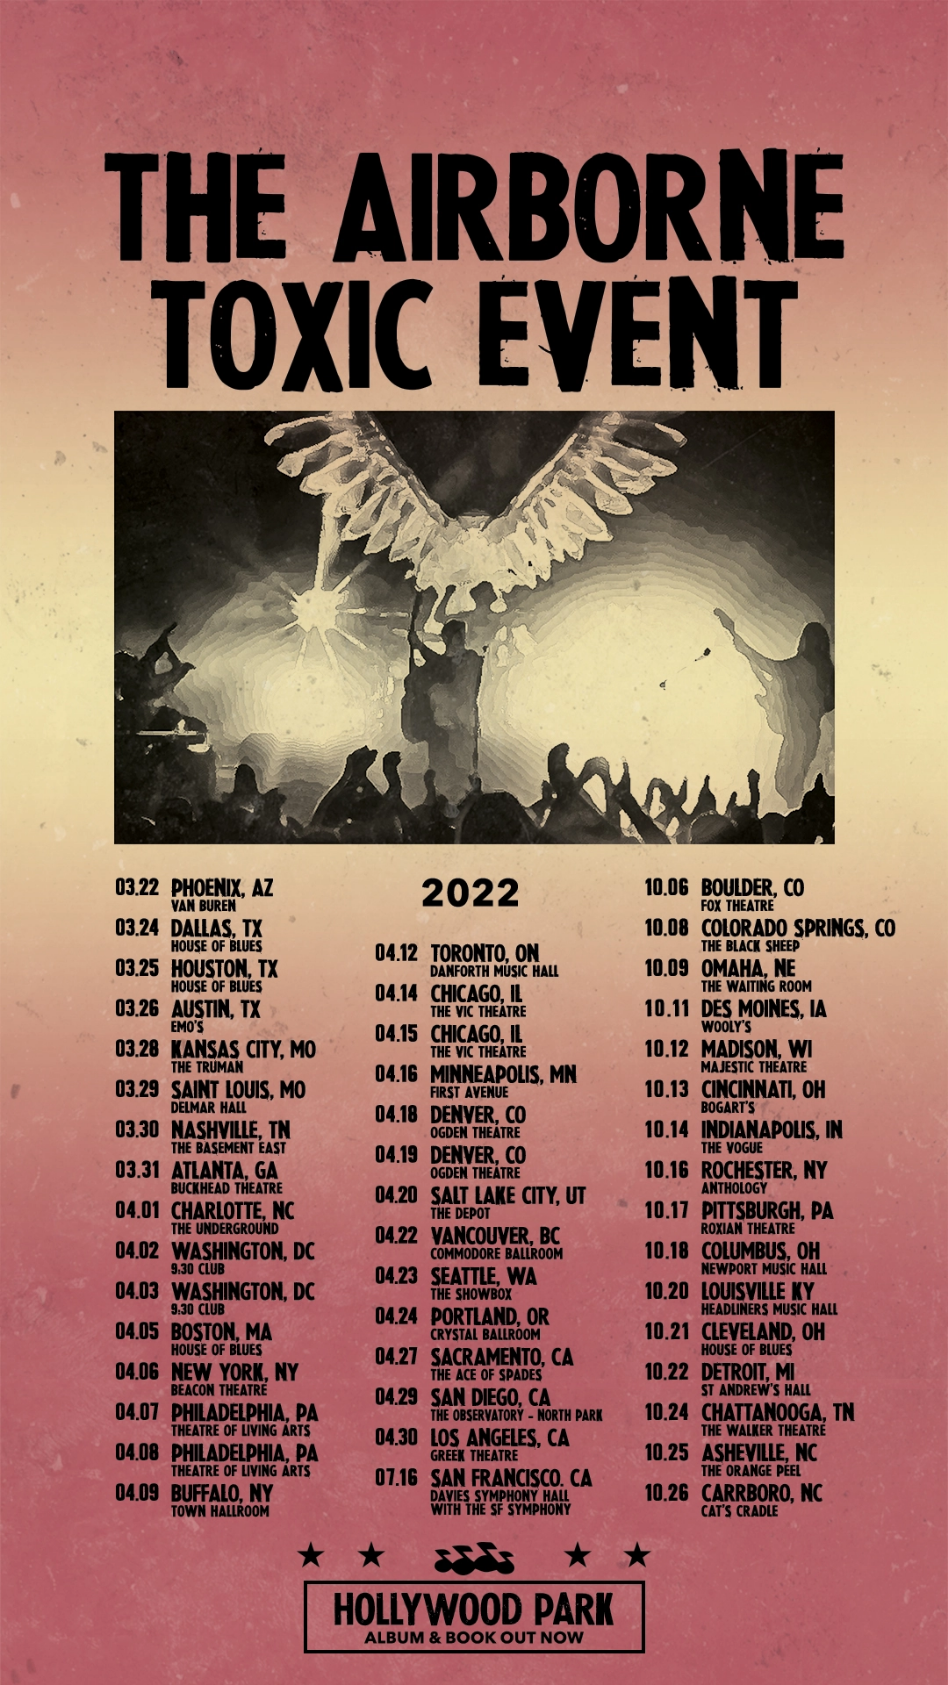 THE AIRBORNE
TOXIC EVENT
03.22 PHOENIX, AZ
VAN BUREN
03.24 DALLAS, TX
HOUSE OF BLUES
03.25 HOUSTON, TX
HOUSE OF BLUES
03.26 AUSTIN, TX
EMO'S
03.28 KANSAS CITY, MO
THE TRUMAN
03.29 SAINT LOUIS, MO
DELMAR HALL
03.30 NASHVILLE, TN
THE BASEMENT EAST
03.31 ATLANTA, GA
BUCKHEAD THEATRE
04.01 CHARLOTTE, NC
THE UNDERGROUND
04.02 WASHINGTON, DC
9:30 CLUB
04.03 WASHINGTON, DC
9:30 CLUB
04.05 BOSTON, MA
HOUSE OF BLUES
04.06 NEW YORK, NY
BEACON THEATRE
04.07 PHILADELPHIA, PA
THEATRE OF LIVING ARTS
04.08 PHILADELPHIA, PA
THEATRE OF LIVING ARTS
04.09 BUFFALO, NY
TOWN HALLROOM
2022
04.12 TORONTO, ON
DANFORTH MUSIC HALL
04.14 CHICAGO, IL
THE VIC THEATRE
04.15 CHICAGO, IL
THE VIC THEATRE
04.16 MINNEAPOLIS, MN
FIRST AVENUE
04.18 DENVER, CO
OGDEN THEATRE
04.19 DENVER, CO
OGDEN THEATRE
04.20 SALT LAKE CITY, UT
THE DEPOT
04.22 VANCOUVER, BC
COMMODORE BALLROOM
04.23 SEATTLE, WA
THE SHOWBOX
04.24 PORTLAND, OR
CRYSTAL BALLROOM
04.27 SACRAMENTO, CA
THE ACE OF SPADES
04.29 SAN DIEGO, CA
THE OBSERVATORY - NORTH PARK
04.30 LOS ANGELES, CA
GREEK THEATRE
07.16 SAN FRANCISCO. CA
DAVIES SYMPHONY HALL
WITH THE SF SYMPHONY
10.06 BOULDER, CO
FOX THEATRE
10.08 COLORADO SPRINGS, CO
THE BLACK SHEEP
10.09 OMAHA, NE
THE WAITING ROOM
10.11 DES MOINES, IA
WOOLY'S
10.12 MADISON, WI
MAJESTIC THEATRE
10.13 CINCINNATI, OH
BOGART'S
10.14 INDIANAPOLIS, IN
THE VOGUE
10.16 ROCHESTER, NY
ANTHOLOGY
10.17 PITTSBURGH, PA
ROXIAN THEATRE
10.18 COLUMBUS, OH
NEWPORT MUSIC HALL
10.20 LOUISVILLE KY
HEADLINERS MUSIC HALL
10.21 CLEVELAND, OH
HOUSE OF BLUES
10.22 DETROIT, MI
ST ANDREW'S HALL
10.24 CHATTANOOGA, TN
THE WALKER THEATRE
10.25 ASHEVILLE, NC
THE ORANGE PEEL
10.26 CARRBORO, NC
CAT'S CRADLE
HOLLYWOOD PARK
ALBUM & BOOK OUT NOW